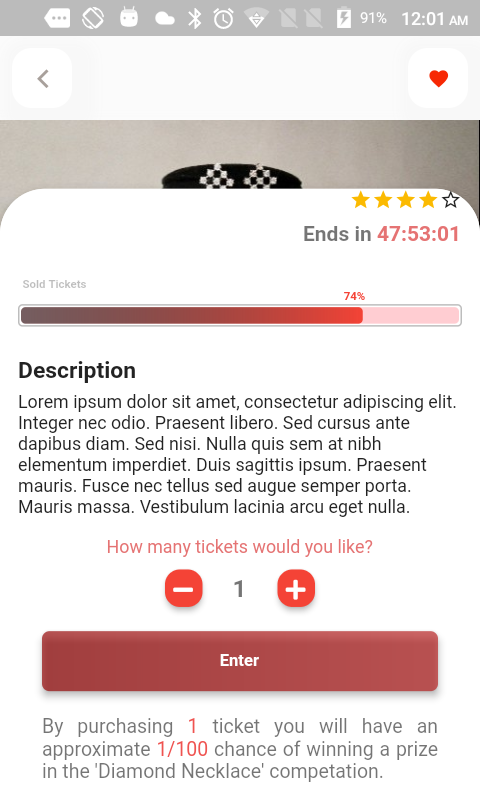 91% 12:01 AM
Ends in 47:53:01
Sold Tickets
74%
Description
Lorem ipsum dolor sit amet, consectetur adipiscing elit.
Integer nec odio. Praesent libero. Sed cursus ante
dapibus diam. Sed nisi. Nulla quis sem at nibh
elementum imperdiet. Duis sagittis ipsum. Praesent
mauris. Fusce nec tellus sed augue semper porta.
Mauris massa. Vestibulum lacinia arcu eget nulla.
How many tickets would you like?
1
Enter
By purchasing 1 ticket you will have an
approximate 1/100 chance of winning a prize
in the 'Diamond Necklace' competation.